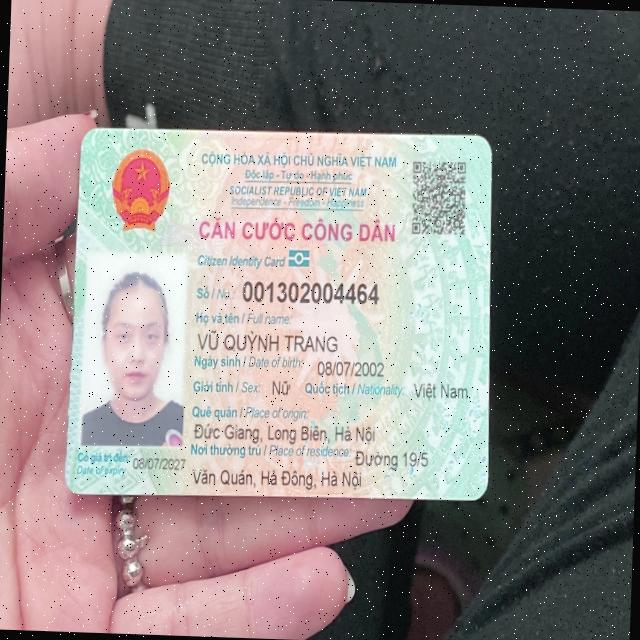 CỘNG HÒA XÃ HỘI CHỦ NGHĨA VIỆT NAM
Độc lập - Tự do - Hạnh phúc
SOCIALIST REPUBLIC OF VIET NAM
Independence - Freedom - Happiness
CĂN CƯỚC CÔNG DÂN
Citizen Identity Card
Số / No.: 001302004464
Họ và tên / Full name:
VŨ QUỲNH TRANG
Ngày sinh / Date of birth: 08/07/2002
Giới tính / Sex: Nữ Quốc tịch / Nationality: Việt Nam
Quê quán / Place of origin:
Đức Giang, Long Biên, Hà Nội
Nơi thường trú / Place of residence: Đường 19/5
Văn Quán, Hà Đông, Hà Nội
Có giá trị đến: 08/07/2027
Date of expiry